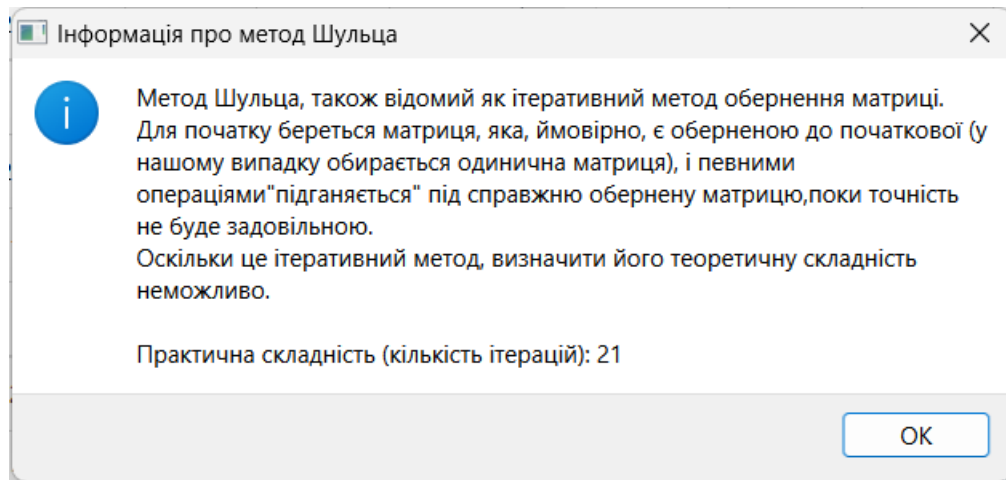 Інформація про метод Шульца
Метод Шульца, також відомий як ітеративний метод обернення матриці.
Для початку береться матриця, яка, ймовірно, є оберненою до початкової (у
нашому випадку обирається одинична матриця), і певними
операціями"підганяється" під справжню обернену матрицю,поки точність
не буде задовільною.
Оскільки це ітеративний метод, визначити його теоретичну складність
неможливо.
Практична складність (кількість ітерацій): 21
OK